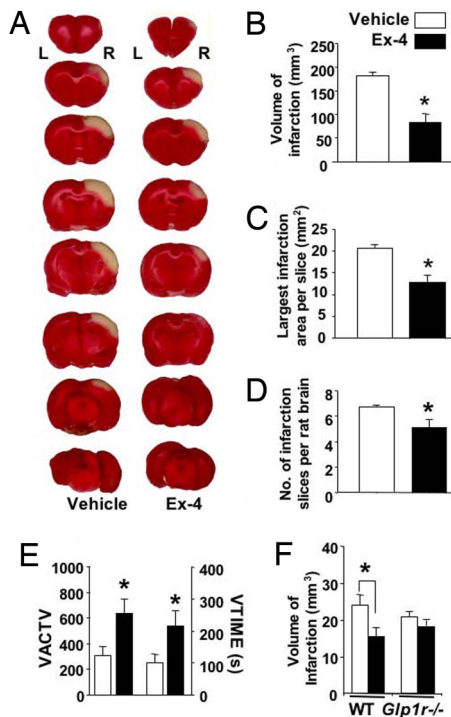 A
L R L R
Vehicle Ex-4
B
Vehicle
Ex-4
Volume of
infarction (mm³)
250
200
150
100
50
0
*
C
Largest infarction
area per slice (mm²)
25
20
15
10
5
0
*
D
No. of infarction
slices per rat brain
8
6
4
2
0
*
E
VACTV
1000
800
600
400
200
0
* *
400
300
200
100
0
VTIME (s)
F
Volume of
Infarction (mm³)
40
30
20
10
0
*
WT Glp1r-/-